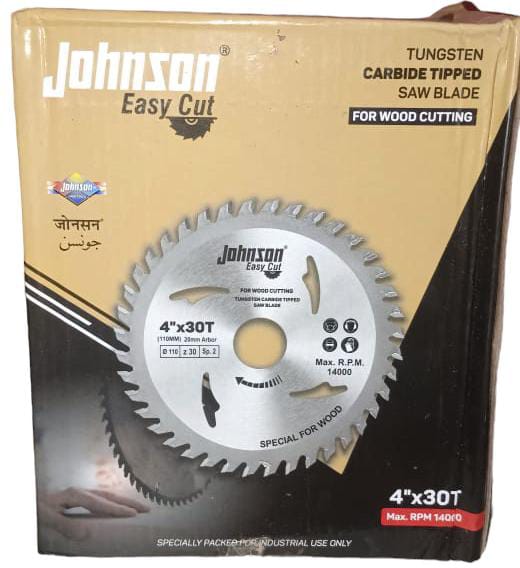 Johnson®
Easy Cut
TUNGSTEN
CARBIDE TIPPED
SAW BLADE
FOR WOOD CUTTING
Johnson
जोनसन®
جونسن
Johnson®
Easy Cut
FOR WOOD CUTTING
TUNGSTEN CARBIDE TIPPED
SAW BLADE
4"x30T
(110MM) 20mm Arbor
Ø 110 z 30 Sp. 2
Max. R.P.M.
14000
SPECIAL FOR WOOD
4"x30T
Max. RPM 14000
SPECIALLY PACKED FOR INDUSTRIAL USE ONLY